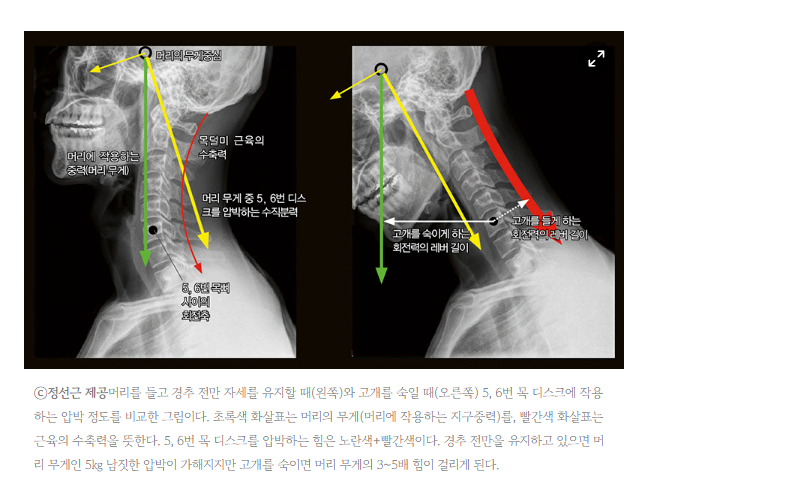 머리의 무게중심
목덜미 근육의
수축력
머리에 작용하는
중력(머리 무게)
머리 무게 중 5, 6번 디스
크를 압박하는 수직분력
5, 6번 목뼈
사이의
회전축
고개를 숙이게 하는
회전력의 레버 길이
고개를 들게 하는
회전력의 레버 길이
ⓒ정선근 제공머리를 들고 경추 전만 자세를 유지할 때(왼쪽)와 고개를 숙일 때(오른쪽) 5, 6번 목 디스크에 작용
하는 압박 정도를 비교한 그림이다. 초록색 화살표는 머리의 무게(머리에 작용하는 지구중력)를, 빨간색 화살표는
근육의 수축력을 뜻한다. 5, 6번 목 디스크를 압박하는 힘은 노란색+빨간색이다. 경추 전만을 유지하고 있으면 머
리 무게인 5㎏ 남짓한 압박이 가해지지만 고개를 숙이면 머리 무게의 3~5배 힘이 걸리게 된다.